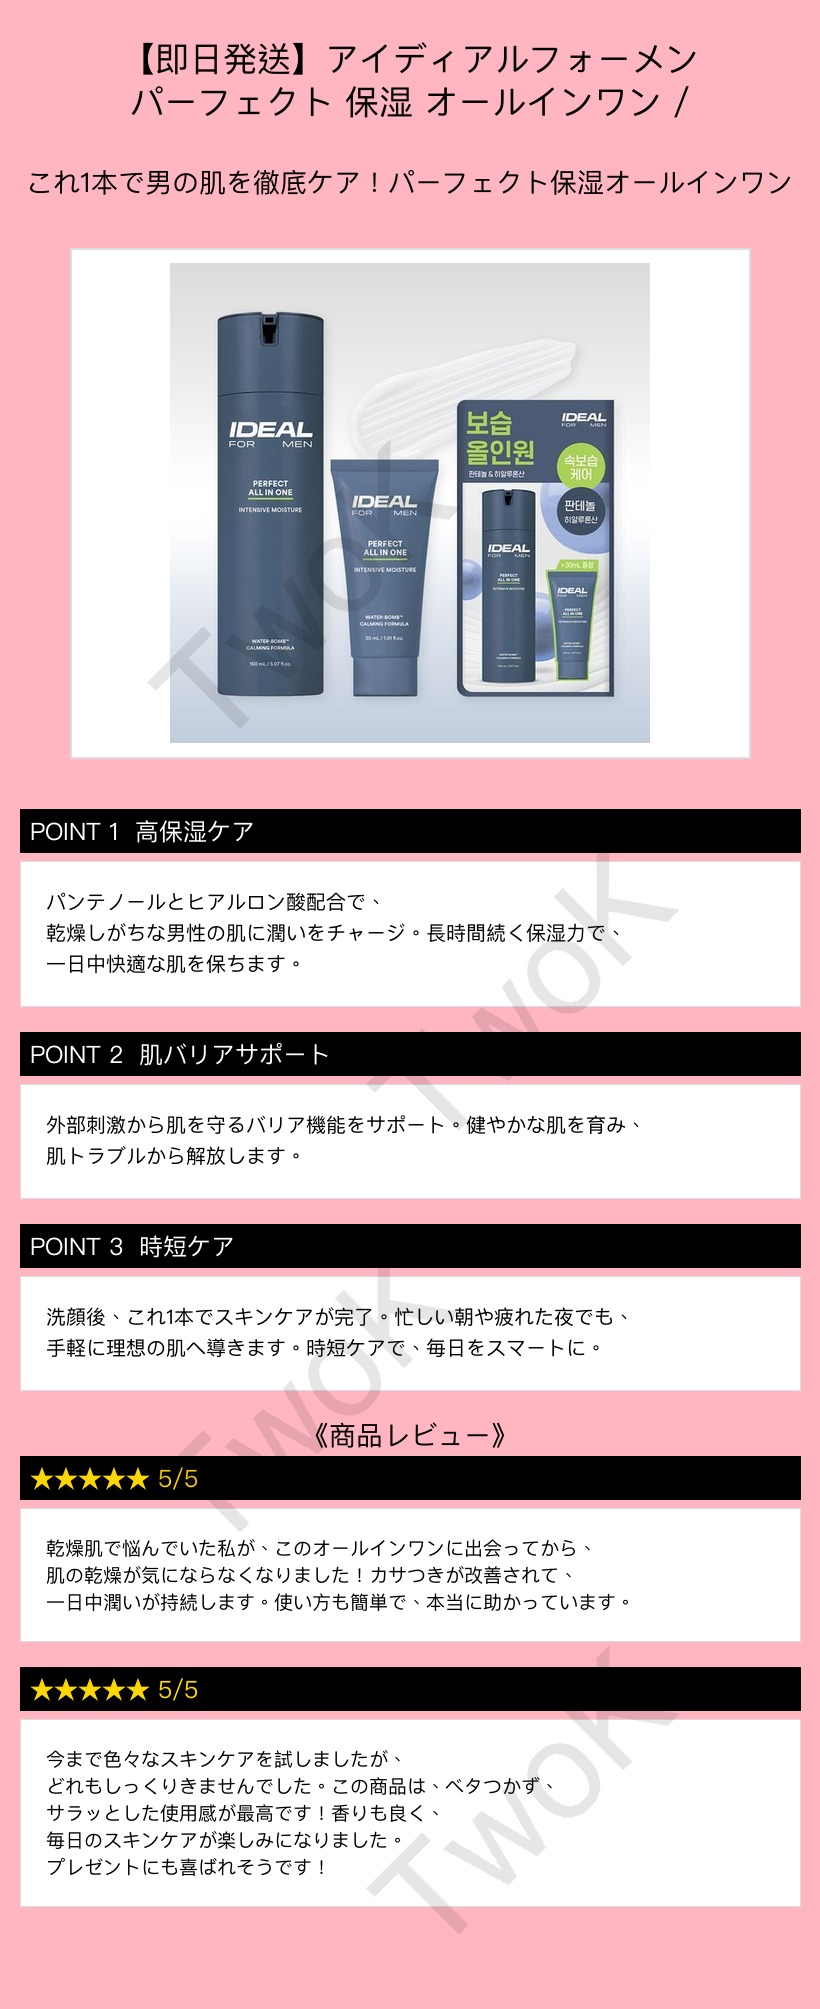 【即日発送】アイディアルフォーメン
パーフェクト 保湿 オールインワン /
これ1本で男の肌を徹底ケア！パーフェクト保湿オールインワン
IDEAL
FOR MEN
PERFECT
ALL IN ONE
INTENSIVE MOISTURE
WATER-BOMB™
CALMING FORMULA
150 mL / 5.07 fl.oz.
IDEAL
FOR MEN
PERFECT
ALL IN ONE
INTENSIVE MOISTURE
WATER-BOMB™
CALMING FORMULA
30 mL / 1.01 fl.oz.
보습
올인원
판테놀 & 히알루론산
IDEAL
FOR MEN
속보습
케어
판테놀
히알루론산
IDEAL
FOR MEN
PERFECT
ALL IN ONE
INTENSIVE MOISTURE
+30mL 증정
IDEAL
FOR MEN
PERFECT
ALL IN ONE
TwoK
POINT 1 高保湿ケア
パンテノールとヒアルロン酸配合で、
乾燥しがちな男性の肌に潤いをチャージ。長時間続く保湿力で、
一日中快適な肌を保ちます。
TwoK
POINT 2 肌バリアサポート
外部刺激から肌を守るバリア機能をサポート。健やかな肌を育み、
肌トラブルから解放します。
POINT 3 時短ケア
洗顔後、これ1本でスキンケアが完了。忙しい朝や疲れた夜でも、
手軽に理想の肌へ導きます。時短ケアで、毎日をスマートに。
TwoK
《商品レビュー》
★★★★★ 5/5
乾燥肌で悩んでいた私が、このオールインワンに出会ってから、
肌の乾燥が気にならなくなりました！カサつきが改善されて、
一日中潤いが持続します。使い方も簡単で、本当に助かっています。
★★★★★ 5/5
今まで色々なスキンケアを試しましたが、
どれもしっくりきませんでした。この商品は、ベタつかず、
サラッとした使用感が最高です！香りも良く、
毎日のスキンケアが楽しみになりました。
プレゼントにも喜ばれそうです！
TwoK